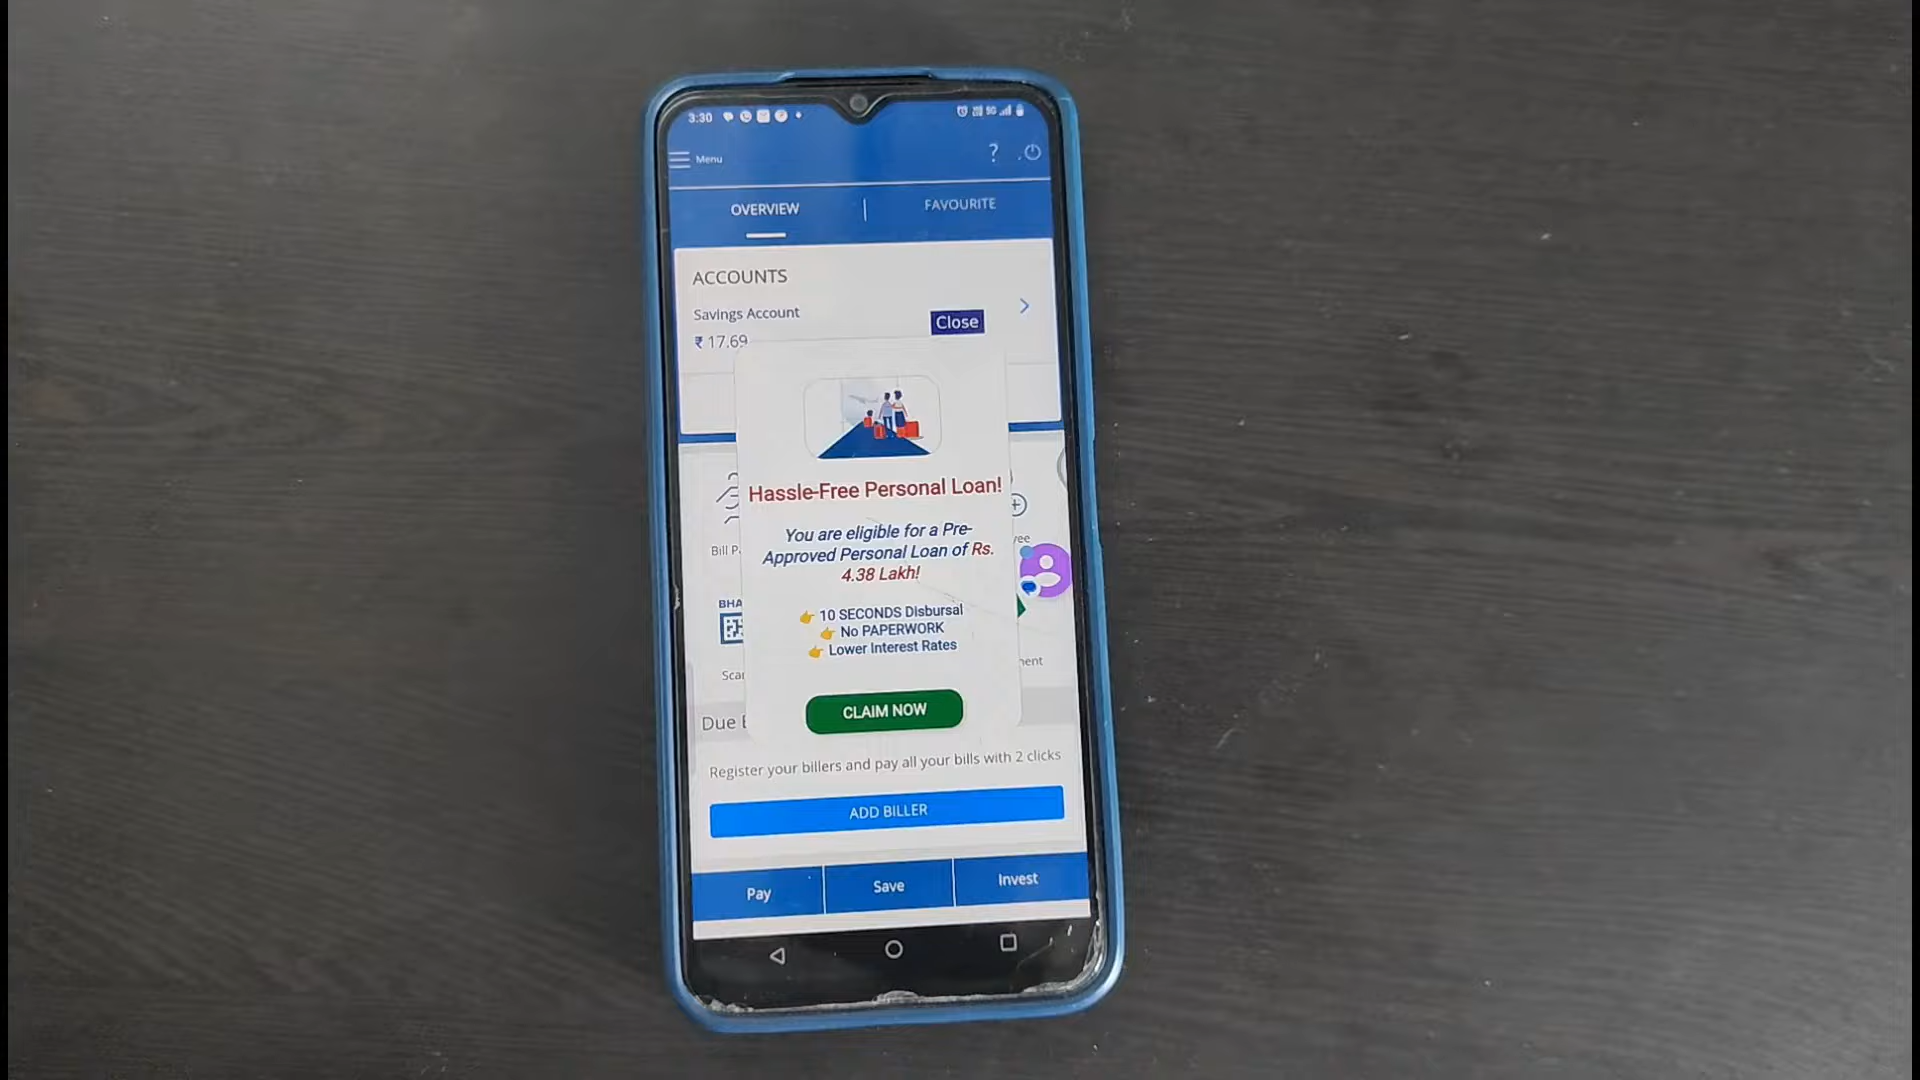 3:30
5G
Menu
?
OVERVIEW
FAVOURITE
ACCOUNTS
Savings Account
Close
₹ 17.69
Hassle-Free Personal Loan!
You are eligible for a Pre-
Approved Personal Loan of Rs.
4.38 Lakh!
Bill P
yee
👉 10 SECONDS Disbursal
BHA
👉 No PAPERWORK
👉 Lower Interest Rates
Scan
ment
CLAIM NOW
Due
Register your billers and pay all your bills with 2 clicks
ADD BILLER
Pay
Save
Invest